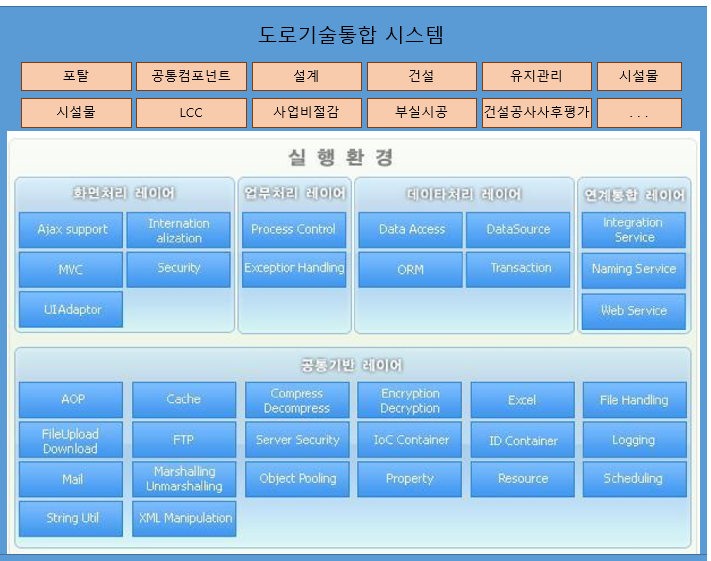 도로기술통합 시스템
포탈 공통컴포넌트 설계 건설 유지관리 시설물
시설물 LCC 사업비절감 부실시공 건설공사사후평가 . . .
실 행 환 경
화면처리 레이어 업무처리 레이어 데이타처리 레이어 연계통합 레이어
Ajax support Internation Process Control Data Access DataSource Integration
alization Service
MVC Security Exceptior Handling ORM Transaction Naming Service
UIAdaptor Web Service
공통기반 레이어
AOP Cache Compress Encryption Excel File Handling
Decompress Decryption
FileUpload FTP Server Security IoC Container ID Container Logging
Download
Mail Marshalling Object Pooling Property Resource Scheduling
Unmarshalling
String Util XML Manipulation